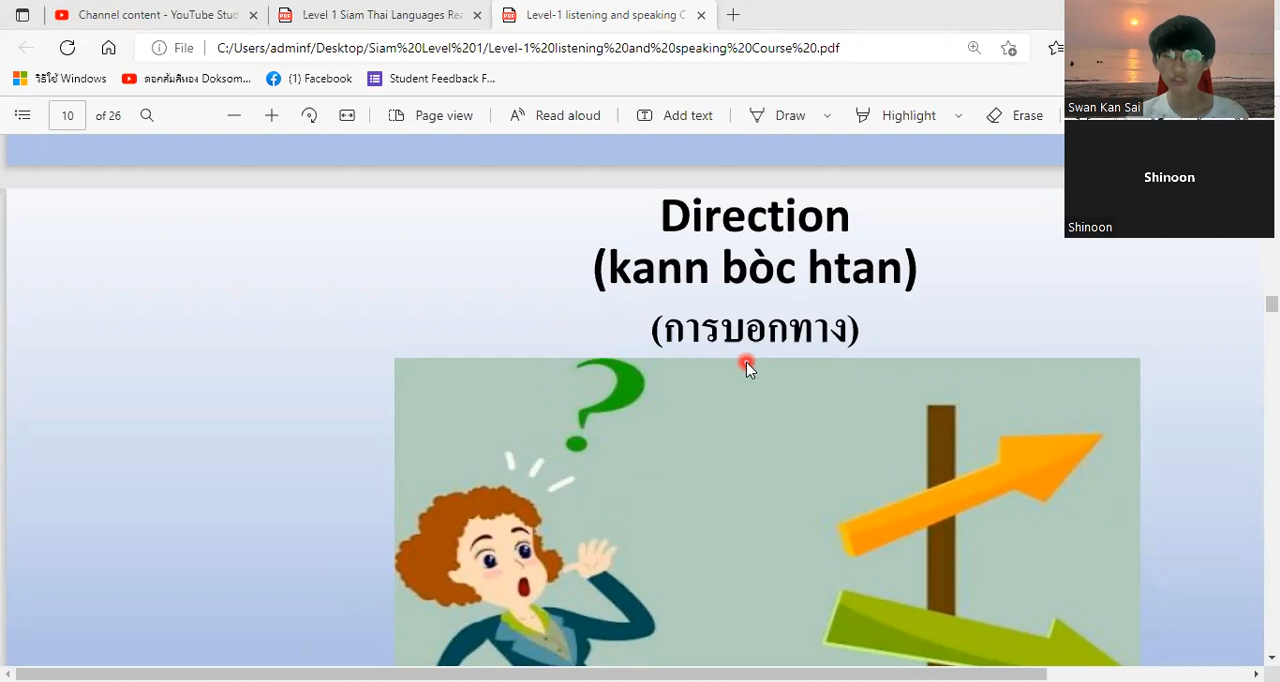 Channel content - YouTube Stud
Level 1 Siam Thai Languages Rea
Level-1 listening and speaking C
File
C:/Users/adminf/Desktop/Siam%20Level%201/Level-1%20listening%20and%20speaking%20Course%20.pdf
วิธีใช้ Windows
ดอกส้มสีทอง Doksom...
(1) Facebook
Student Feedback F...
10 of 26
Page view
Read aloud
Add text
Draw
Highlight
Erase
Swan Kan Sai
Shinoon
Shinoon
Direction
(kann bòc htan)
(การบอกทาง)
?